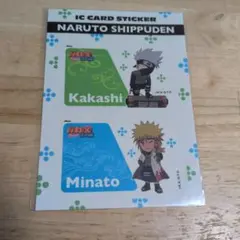 IC CARD STICKER
NARUTO SHIPPUDEN
Kakashi
Minato